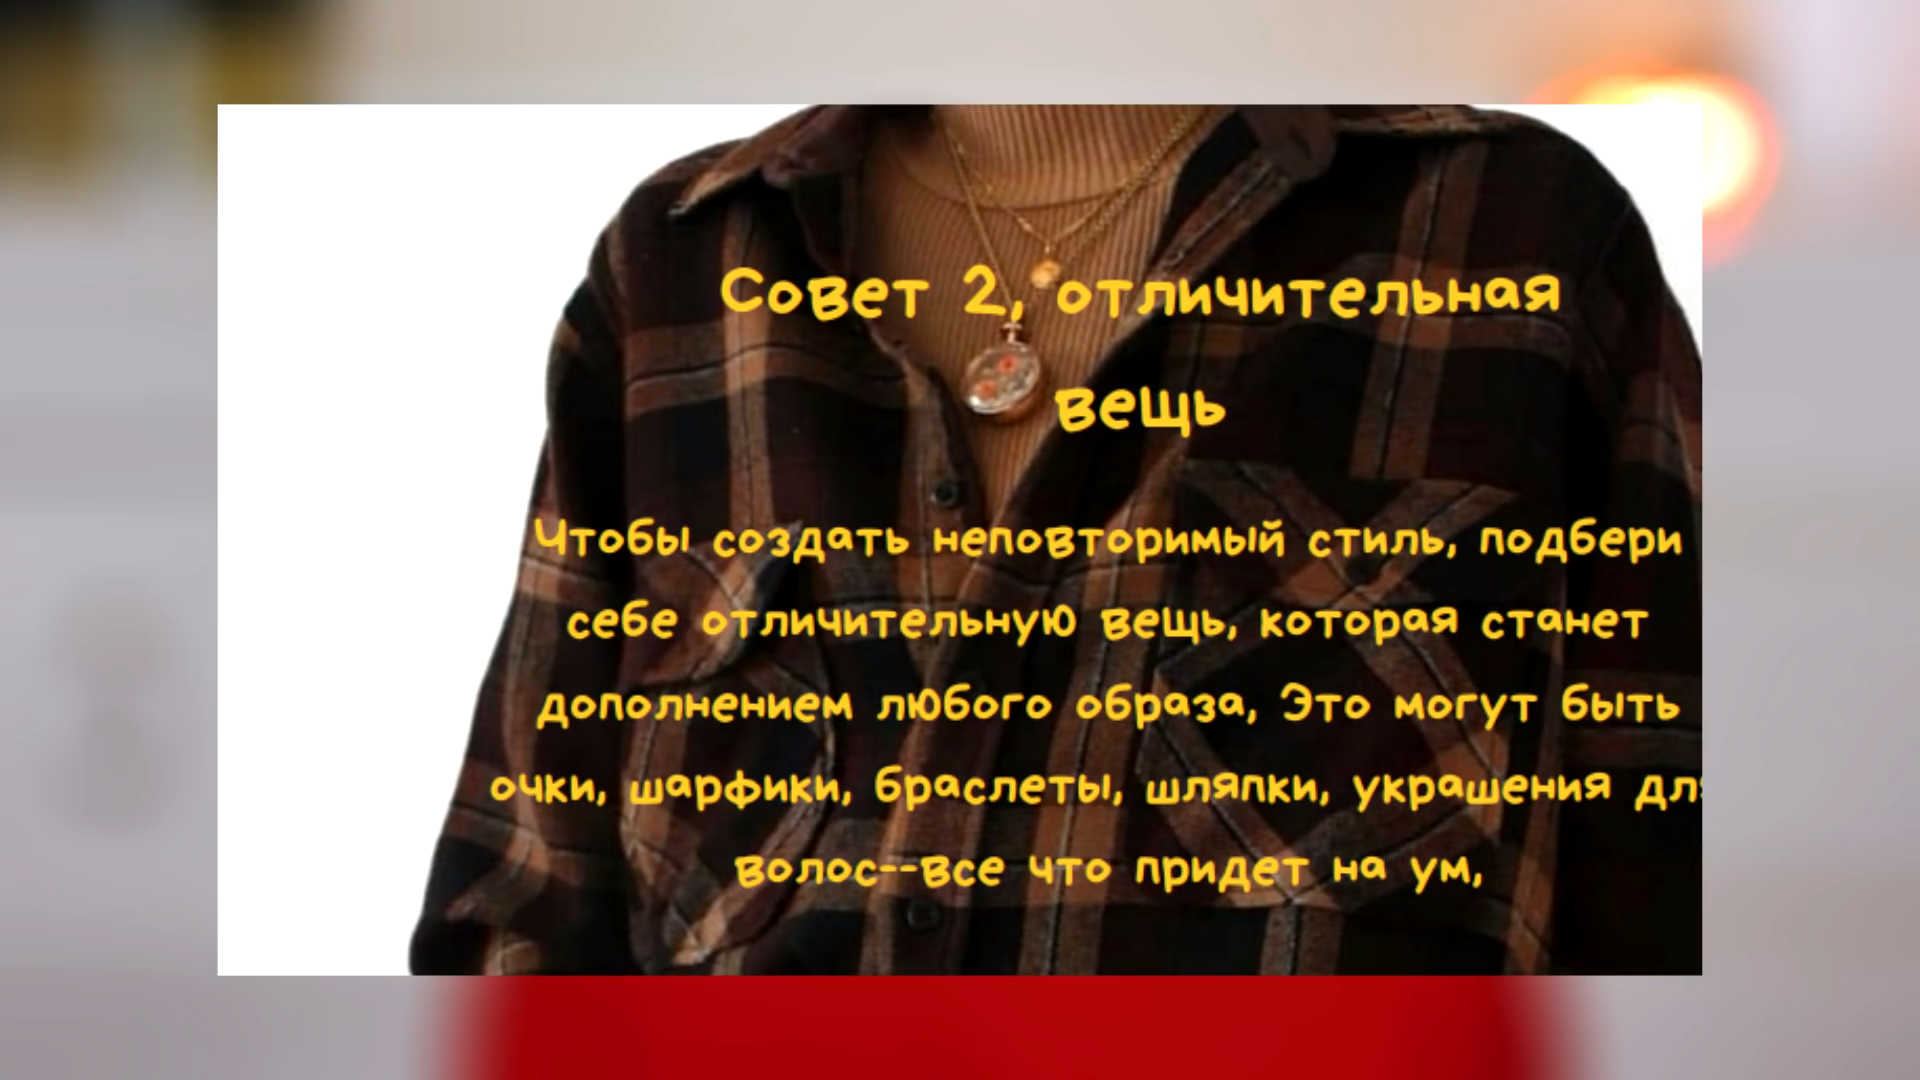 Совет 2, отличительная
вещь
Чтобы создать неповторимый стиль, подбери
себе отличительную вещь, которая станет
дополнением любого образа, Это могут быть
очки, шарфики, браслеты, шляпки, украшения для
волос--все что придет на ум,